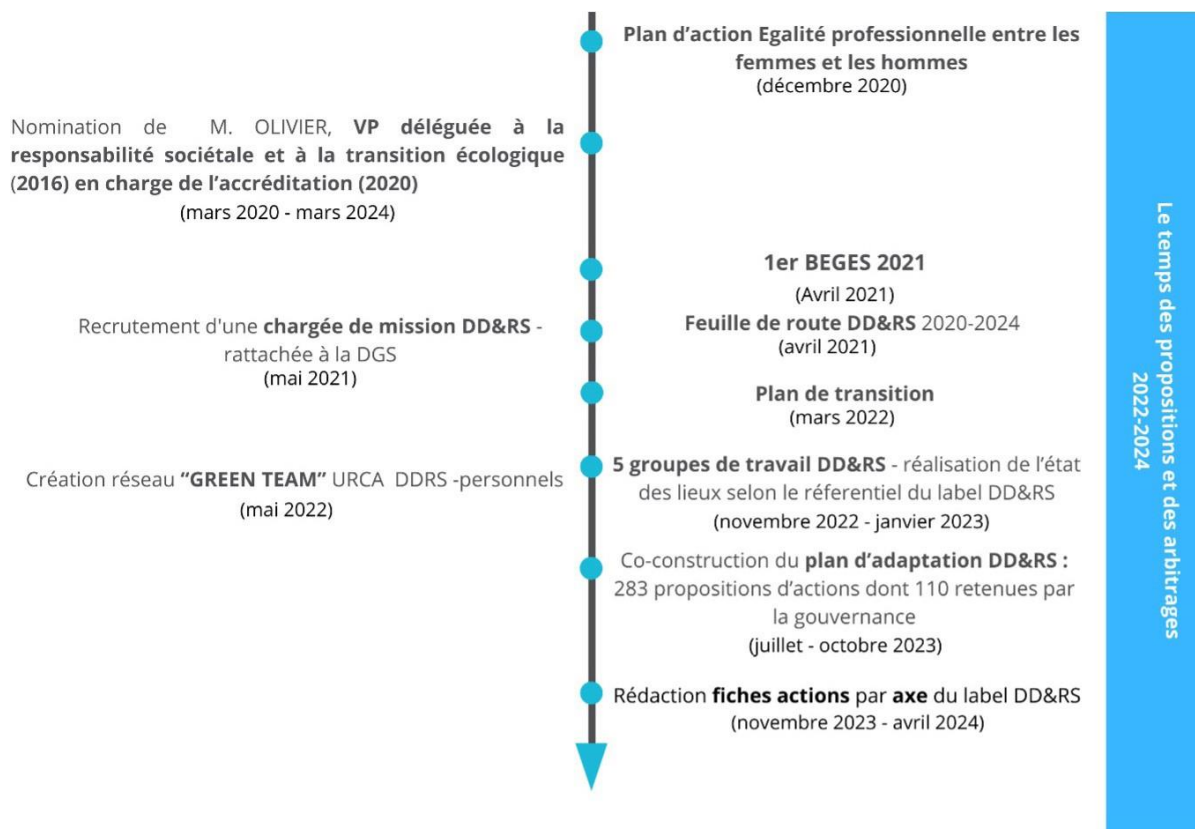 Plan d’action Egalité professionnelle entre les
femmes et les hommes
(décembre 2020)
Nomination de M. OLIVIER, VP déléguée à la
responsabilité sociétale et à la transition écologique
(2016) en charge de l’accréditation (2020)
(mars 2020 - mars 2024)
1er BEGES 2021
(Avril 2021)
Feuille de route DD&RS 2020-2024
(avril 2021)
Recrutement d'une chargée de mission DD&RS -
rattachée à la DGS
(mai 2021)
Plan de transition
(mars 2022)
Création réseau “GREEN TEAM” URCA DDRS -personnels
(mai 2022)
5 groupes de travail DD&RS - réalisation de l’état
des lieux selon le réferentiel du label DD&RS
(novembre 2022 - janvier 2023)
Co-construction du plan d’adaptation DD&RS :
283 propositions d’actions dont 110 retenues par
la gouvernance
(juillet - octobre 2023)
Rédaction fiches actions par axe du label DD&RS
(novembre 2023 - avril 2024)
Le temps des propositions et des arbitrages
2022-2024